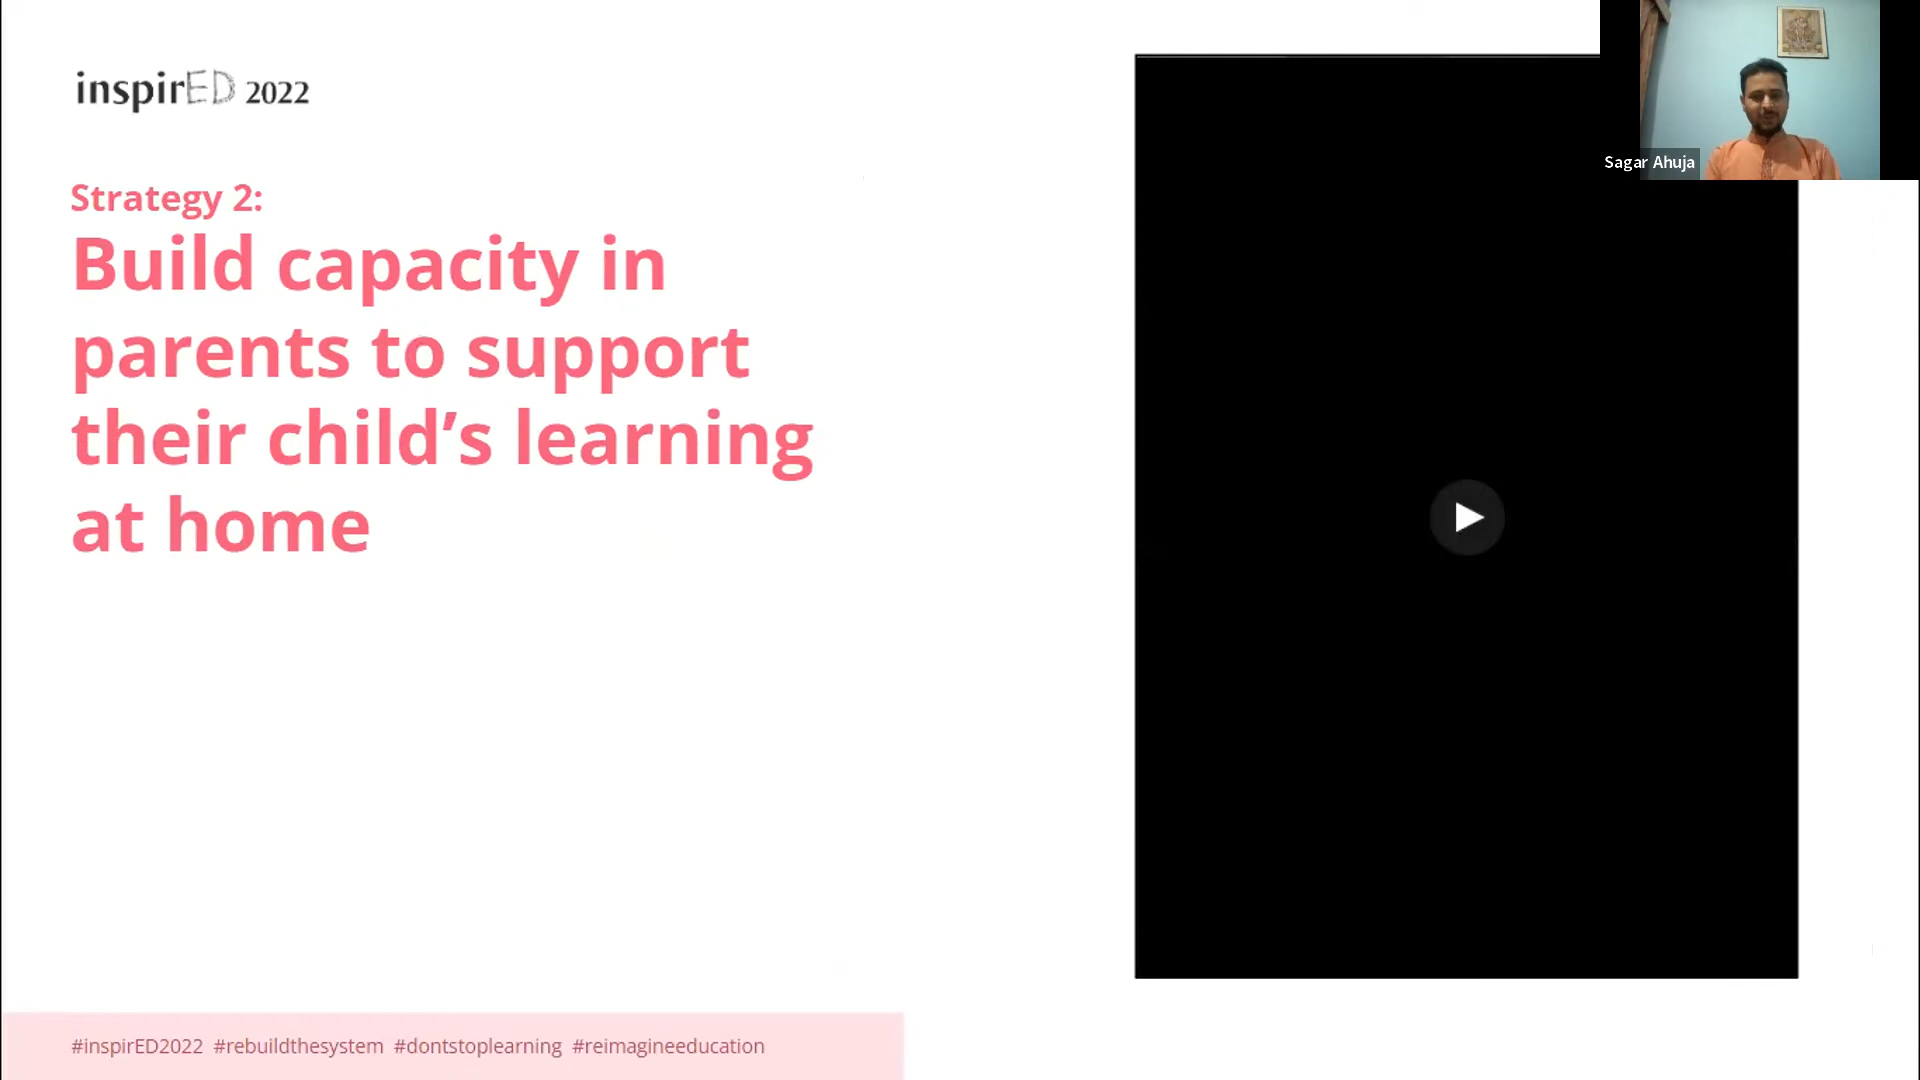 inspirED 2022
Sagar Ahuja
Strategy 2:
Build capacity in
parents to support
their child’s learning
at home
#inspirED2022 #rebuildthesystem #dontstoplearning #reimagineeducation